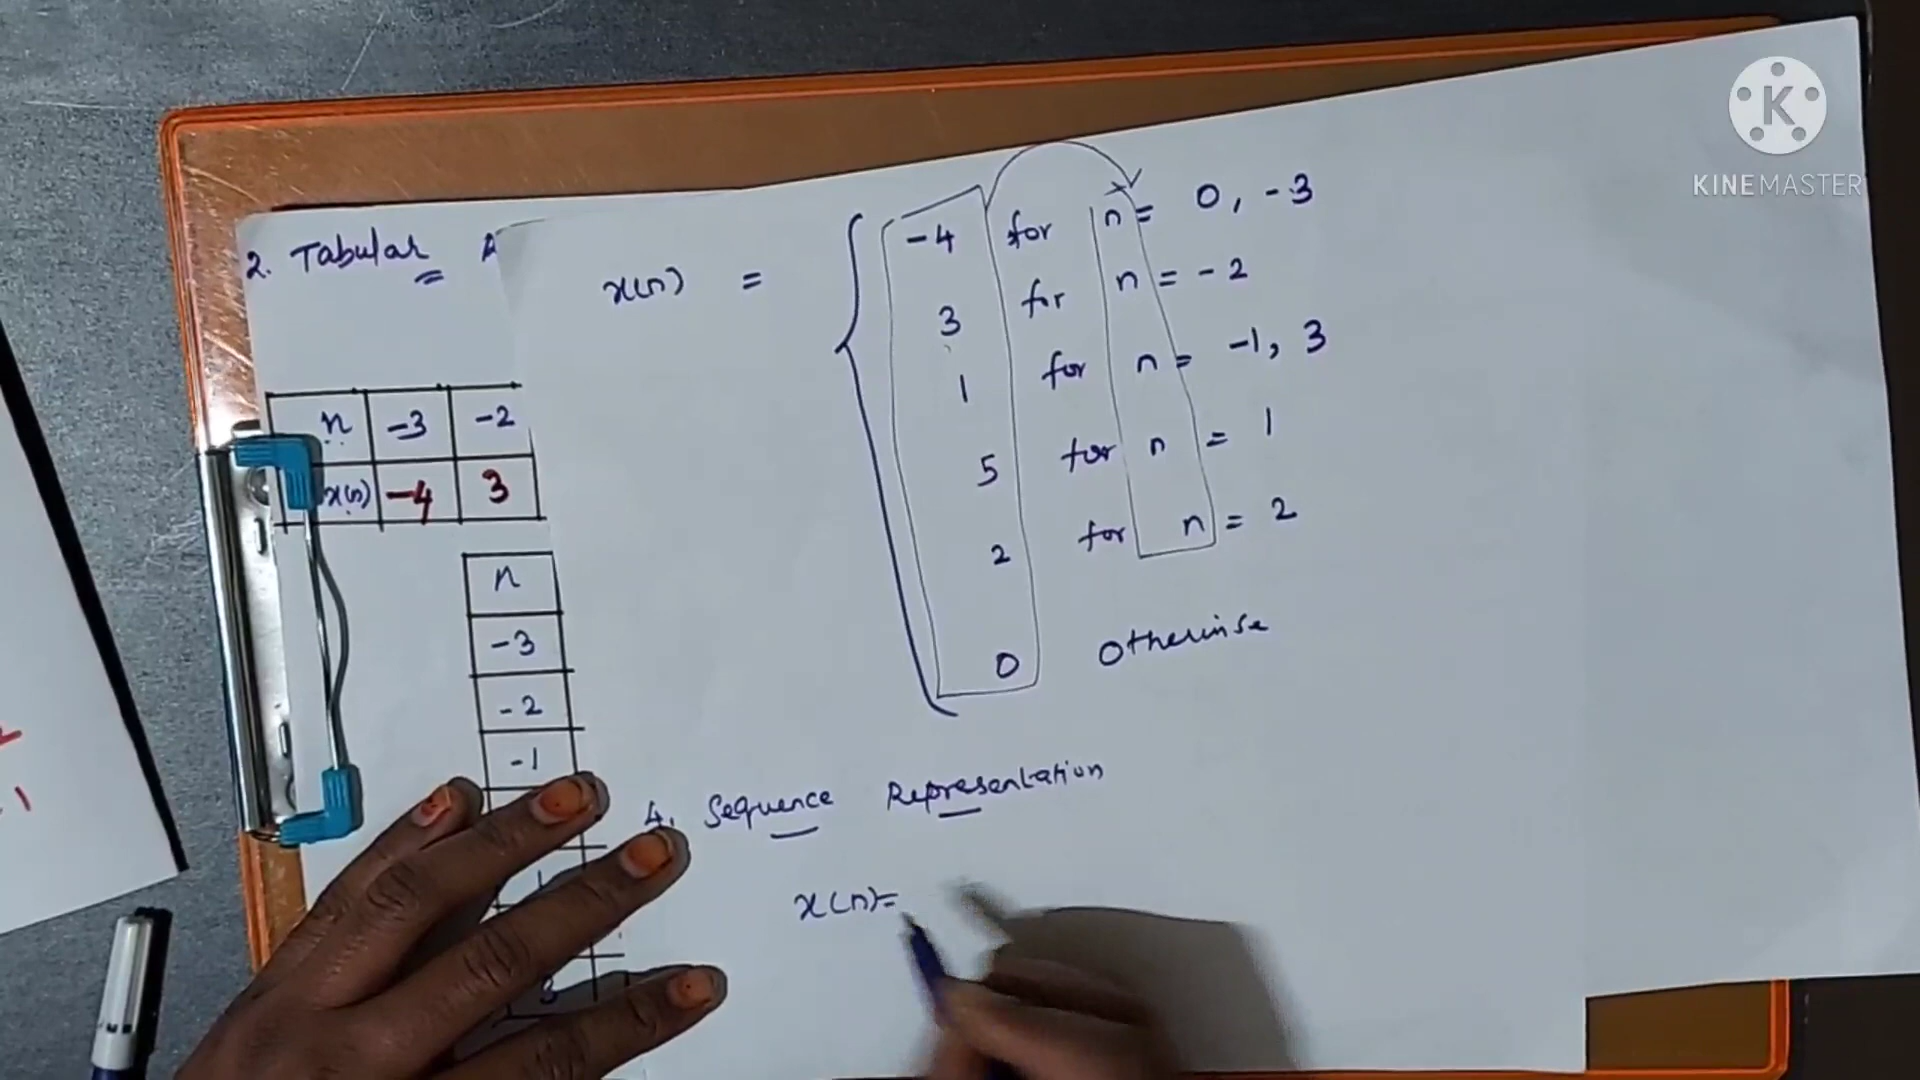 KINEMASTER
2. Tabular
n -3 -2
x(n) -4 3
n
-3
-2
-1
x(n) =
-4 for n = 0, -3
3 for n = -2
1 for n = -1, 3
5 for n = 1
2 for n = 2
0 Otherwise
4. Sequence Representation
x(n)=